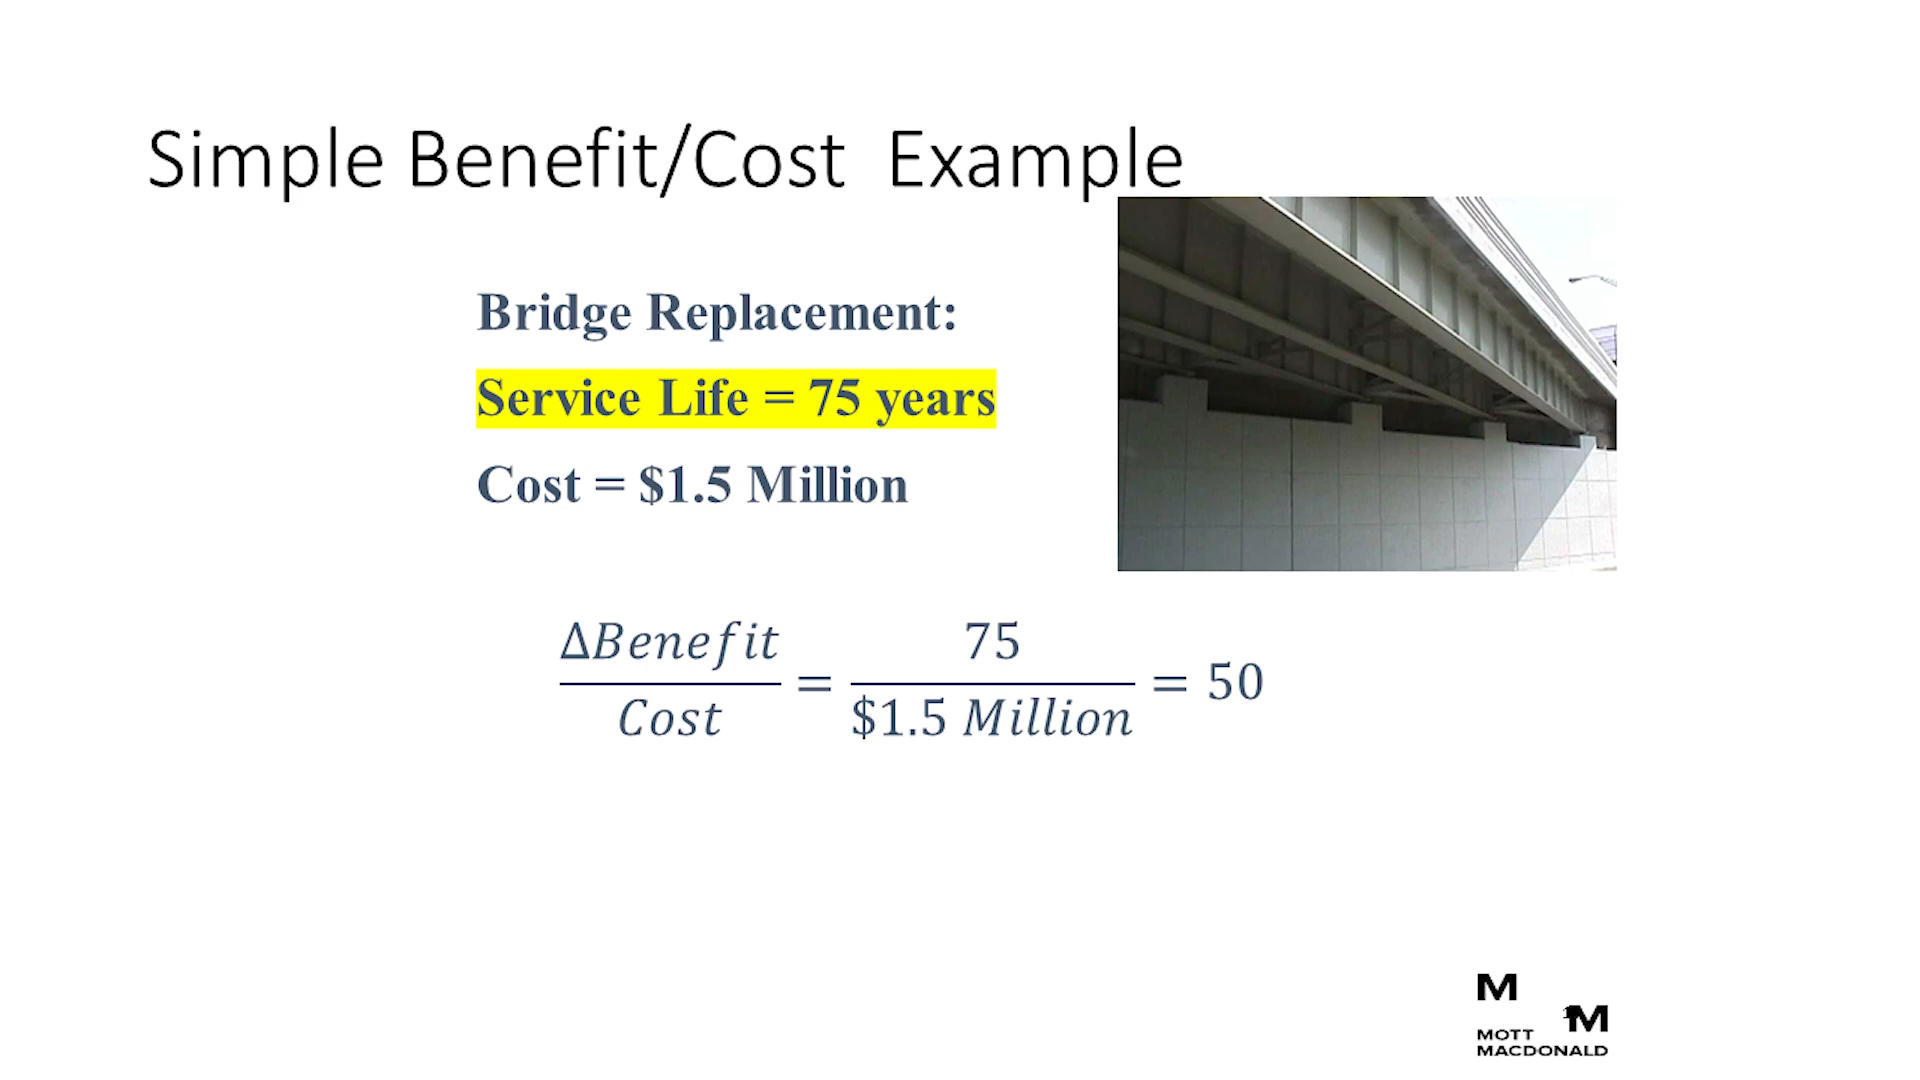 Simple Benefit/Cost Example
Bridge Replacement:
Service Life = 75 years
Cost = $1.5 Million
ΔBenefit / Cost = 75 / $1.5 Million = 50
M
M
MOTT
MACDONALD